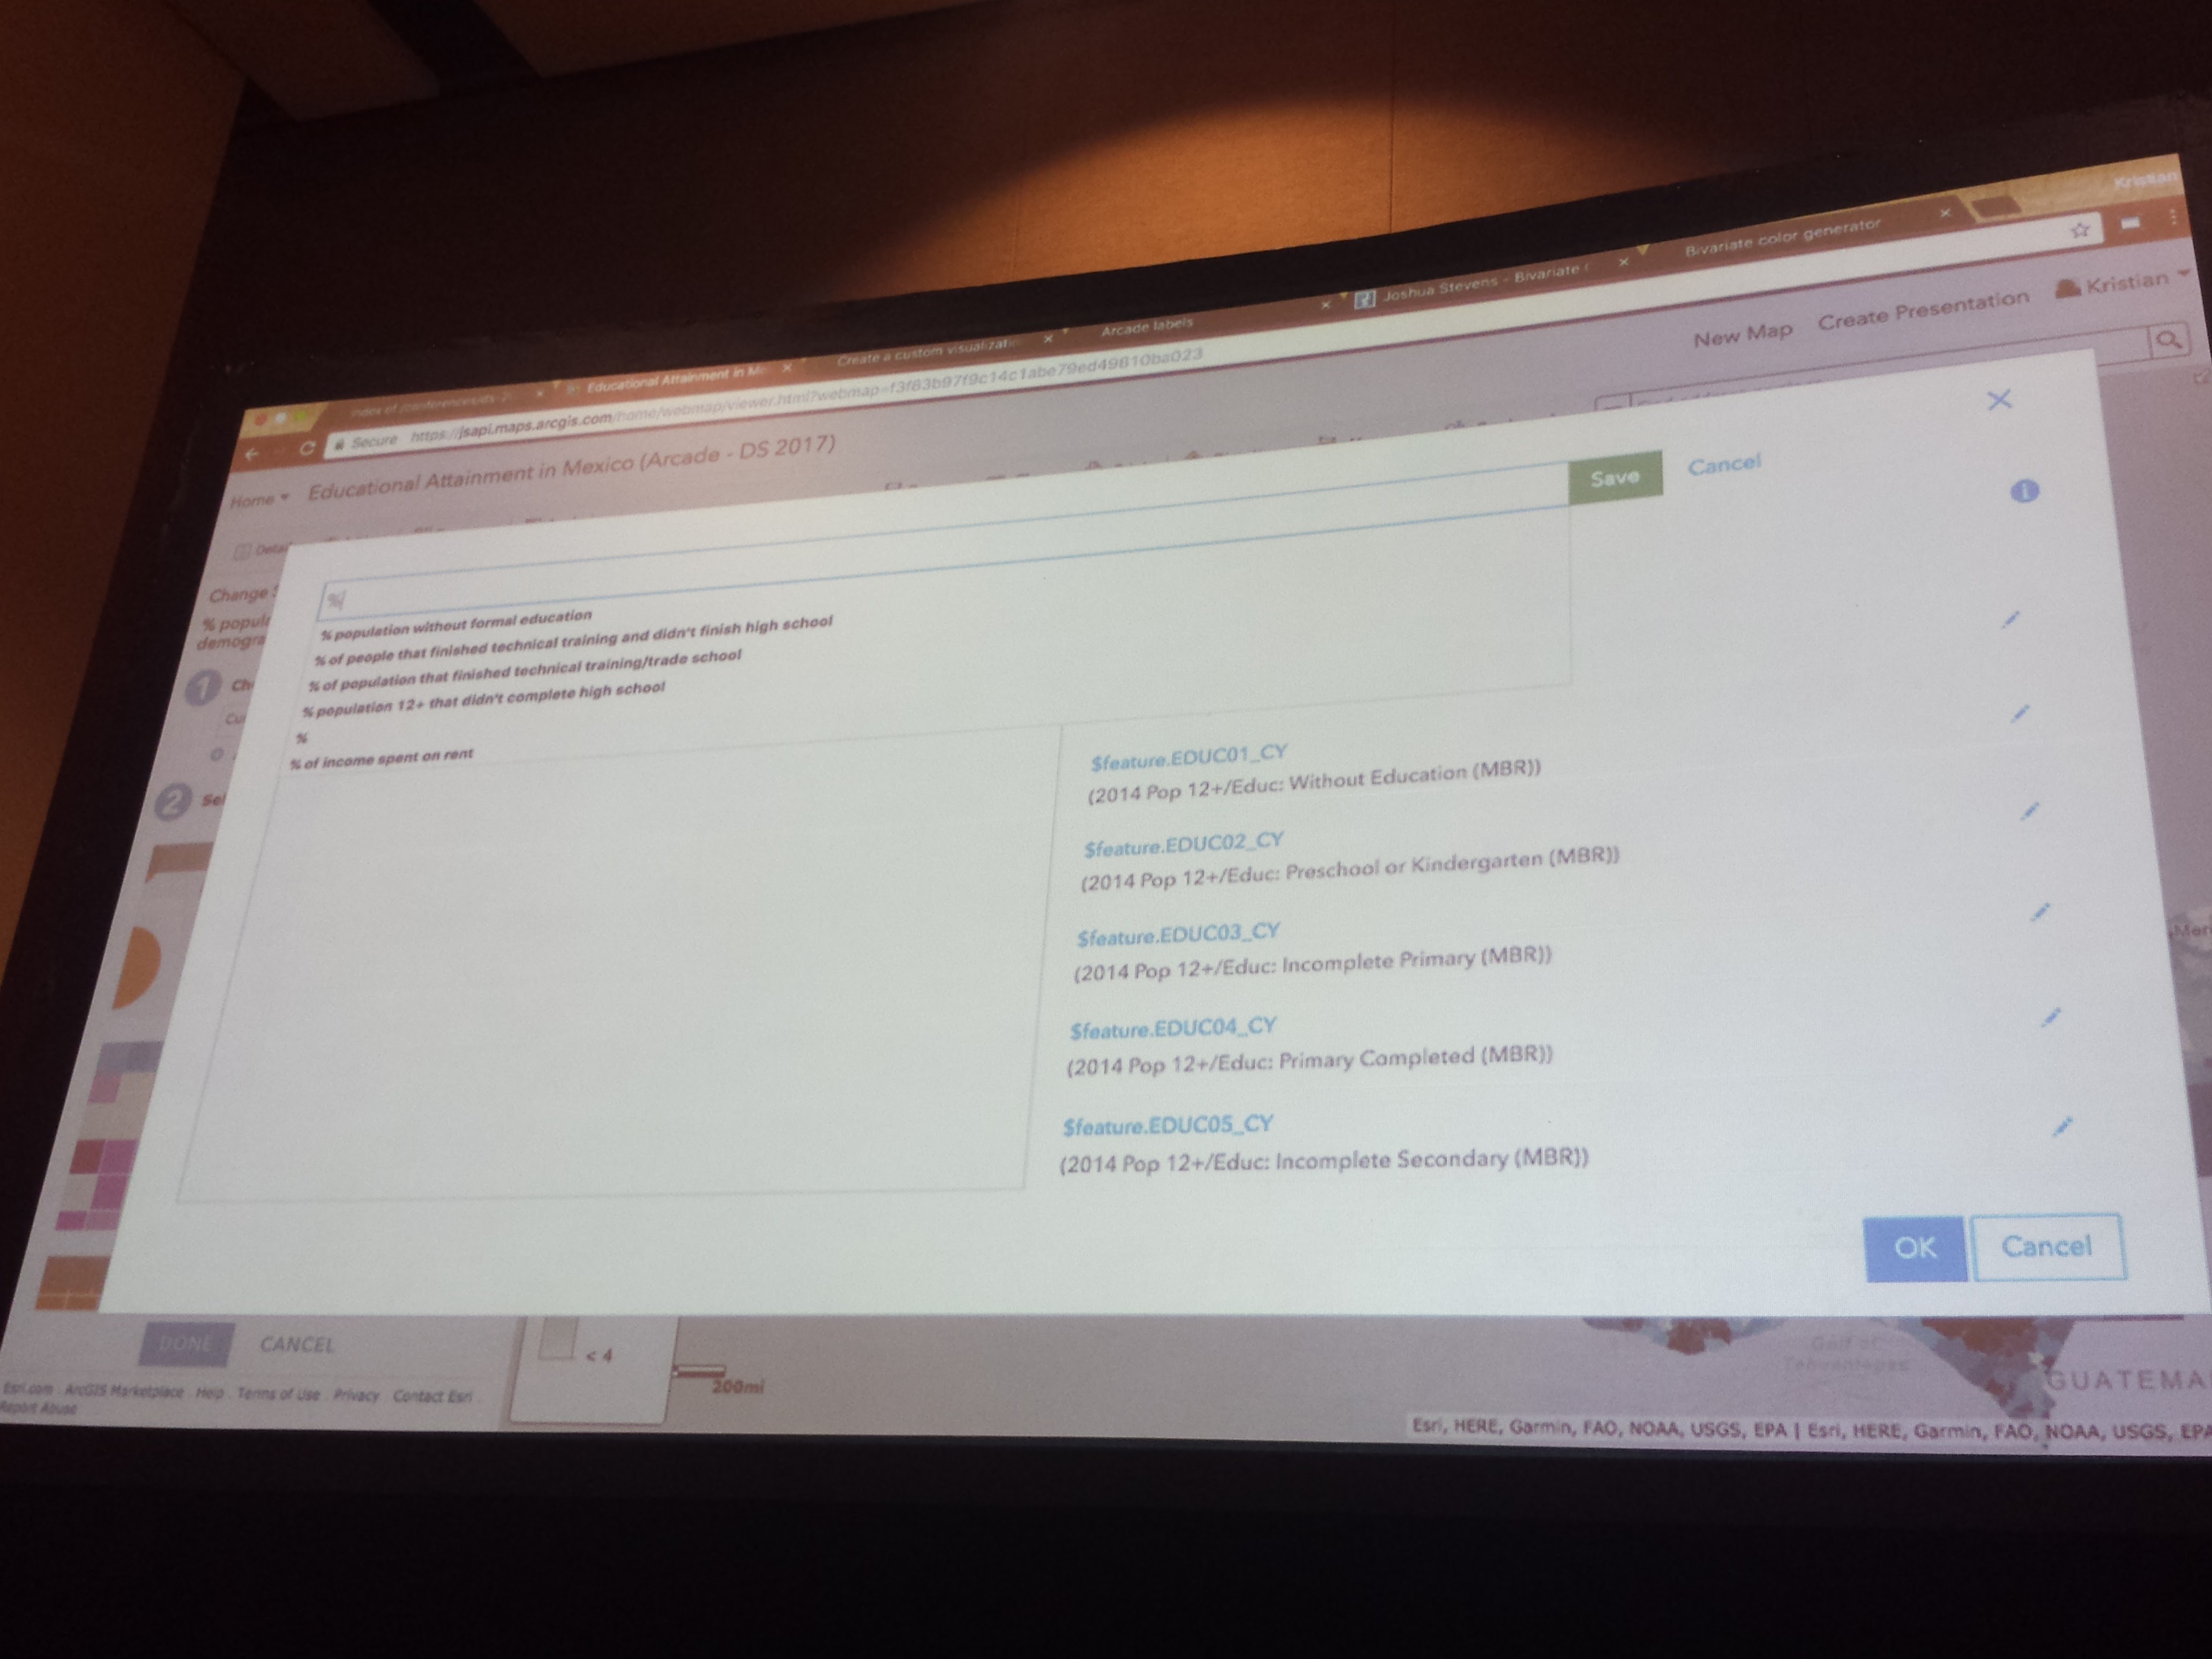 Kristian
Educational Attainment in M
Create a custom visualizati
Arcade labels
Joshua Stevens - Bivariate
Bivariate color generator
Secure https://jsapi.maps.arcgis.com/home/webmap/viewer.html?webmap=f3f83b97f9c14c1abe79ed49810ba023
Home Educational Attainment in Mexico (Arcade - DS 2017)
New Map Create Presentation Kristian
Save Cancel
Change
% popul
demogra
1
2
%
% population without formal education
% of people that finished technical training and didn't finish high school
% of population that finished technical training/trade school
% population 12+ that didn't complete high school
%
% of income spent on rent
$feature.EDUC01_CY
(2014 Pop 12+/Educ: Without Education (MBR))
$feature.EDUC02_CY
(2014 Pop 12+/Educ: Preschool or Kindergarten (MBR))
$feature.EDUC03_CY
(2014 Pop 12+/Educ: Incomplete Primary (MBR))
$feature.EDUC04_CY
(2014 Pop 12+/Educ: Primary Completed (MBR))
$feature.EDUC05_CY
(2014 Pop 12+/Educ: Incomplete Secondary (MBR))
OK Cancel
DONE CANCEL
< 4
200mi
Esri.com . ArcGIS Marketplace . Help . Terms of Use . Privacy . Contact Esri .
Report Abuse
Gulf of
Tehuantepec
GUATEMA
Esri, HERE, Garmin, FAO, NOAA, USGS, EPA | Esri, HERE, Garmin, FAO, NOAA, USGS, EPA